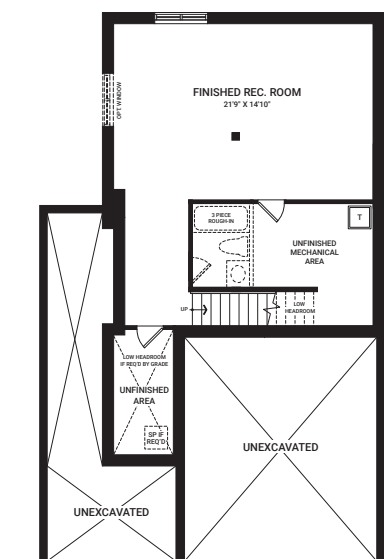 FINISHED REC. ROOM
21'9" X 14'10"
OPT. WINDOW
3 PIECE
ROUGH-IN
T
UNFINISHED
MECHANICAL
AREA
UP
LOW
HEADROOM
LOW HEADROOM
IF REQ'D BY GRADE
UNFINISHED
AREA
SP IF
REQ'D
UNEXCAVATED
UNEXCAVATED